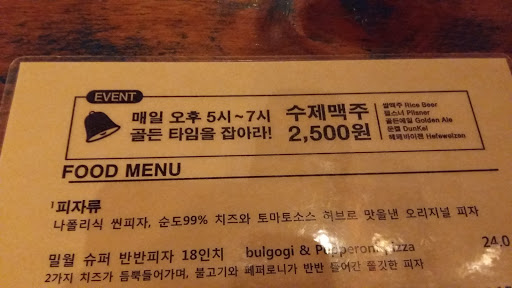 EVENT
매일 오후 5시~7시
골든 타임을 잡아라!
수제맥주
2,500원
쌀맥주 Rice Beer
필스너 Pilsner
골든에일 Golden Ale
둔켈 DunKel
헤페바이젠 Hefeweizen
FOOD MENU
피자류
나폴리식 씬피자, 순도99% 치즈와 토마토소스 허브로 맛을낸 오리지널 피자
밀월 슈퍼 반반피자 18인치 bulgogi & Pepperoni pizza 24,0
2가지 치즈가 듬뿍들어가며, 불고기와 페퍼로니가 반반 들어간 쫄깃한 피자